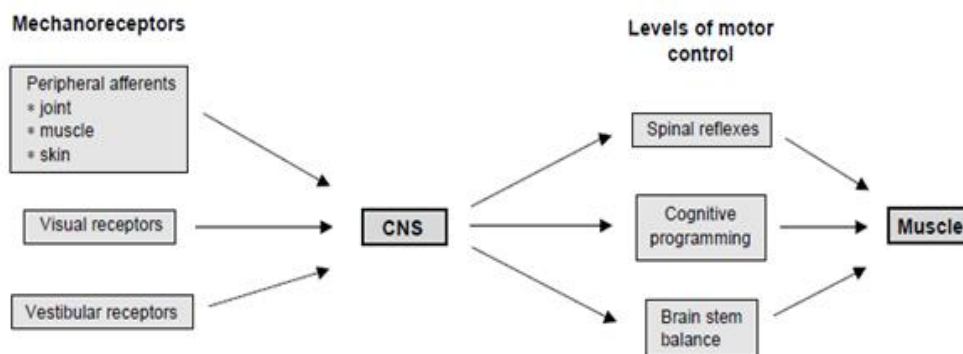 Mechanoreceptors
Peripheral afferents
* joint
* muscle
* skin
Visual receptors
Vestibular receptors
CNS
Levels of motor
control
Spinal reflexes
Cognitive
programming
Brain stem
balance
Muscle